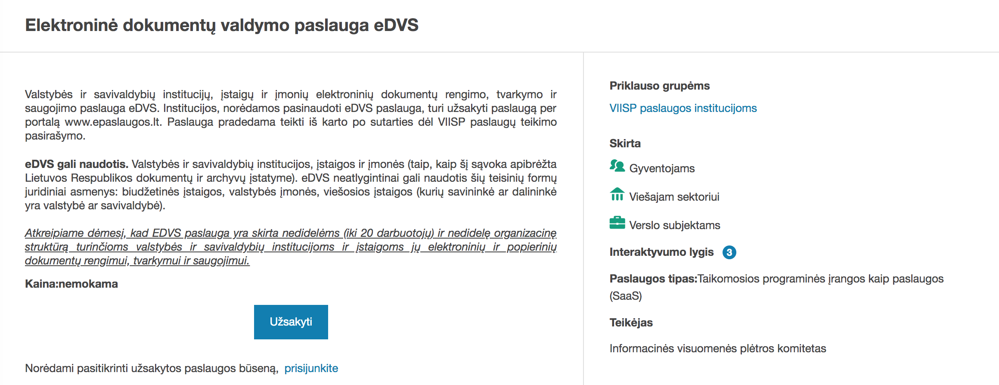 Elektroninė dokumentų valdymo paslauga eDVS
Valstybės ir savivaldybių institucijų, įstaigų ir įmonių elektroninių dokumentų rengimo, tvarkymo ir
saugojimo paslauga eDVS. Institucijos, norėdamos pasinaudoti eDVS paslauga, turi užsakyti paslaugą per
portalą www.epaslaugos.lt. Paslauga pradedama teikti iš karto po sutarties dėl VIISP paslaugų teikimo
pasirašymo.
eDVS gali naudotis. Valstybės ir savivaldybių institucijos, įstaigos ir įmonės (taip, kaip šį sąvoka apibrėžta
Lietuvos Respublikos dokumentų ir archyvų įstatyme). eDVS neatlygintinai gali naudotis šių teisinių formų
juridiniai asmenys: biudžetinės įstaigos, valstybės įmonės, viešosios įstaigos (kurių savininkė ar dalininkė
yra valstybė ar savivaldybė).
Atkreipiame dėmesį, kad EDVS paslauga yra skirta nedidelėms (iki 20 darbuotojų) ir nedidelę organizacinę
struktūrą turinčioms valstybės ir savivaldybių institucijoms ir įstaigoms jų elektroninių ir popierinių
dokumentų rengimui, tvarkymui ir saugojimui.
Kaina:nemokama
Užsakyti
Norėdami pasitikrinti užsakytos paslaugos būseną, prisijunkite
Priklauso grupėms
VIISP paslaugos institucijoms
Skirta
Gyventojams
Viešajam sektoriui
Verslo subjektams
Interaktyvumo lygis 3
Paslaugos tipas:Taikomosios programinės įrangos kaip paslaugos
(SaaS)
Teikėjas
Informacinės visuomenės plėtros komitetas